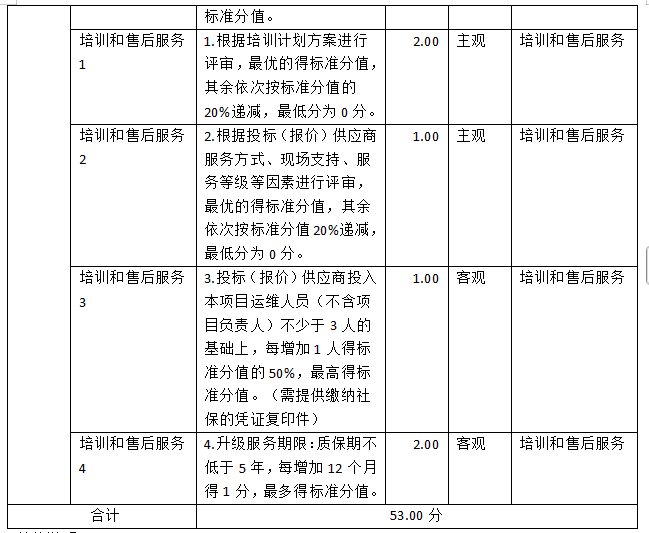 标准分值。
培训和售后服务
1
1.根据培训计划方案进行
评审，最优的得标准分值，
其余依次按标准分值的
20%递减，最低分为 0 分。
2.00
主观
培训和售后服务
培训和售后服务
2
2.根据投标（报价）供应商
服务方式、现场支持、服
务等级等因素进行评审，
最优的得标准分值，其余
依次按标准分值20%递减，
最低分为 0 分。
1.00
主观
培训和售后服务
培训和售后服务
3
3.投标（报价）供应商投入
本项目运维人员（不含项
目负责人）不少于 3 人的
基础上，每增加 1 人得标
准分值的 50%，最高得标
准分值。（需提供缴纳社
保的凭证复印件）
1.00
客观
培训和售后服务
培训和售后服务
4
4.升级服务期限:质保期不
低于 5 年，每增加 12 个月
得 1 分，最多得标准分值。
2.00
客观
培训和售后服务
合计
53.00 分